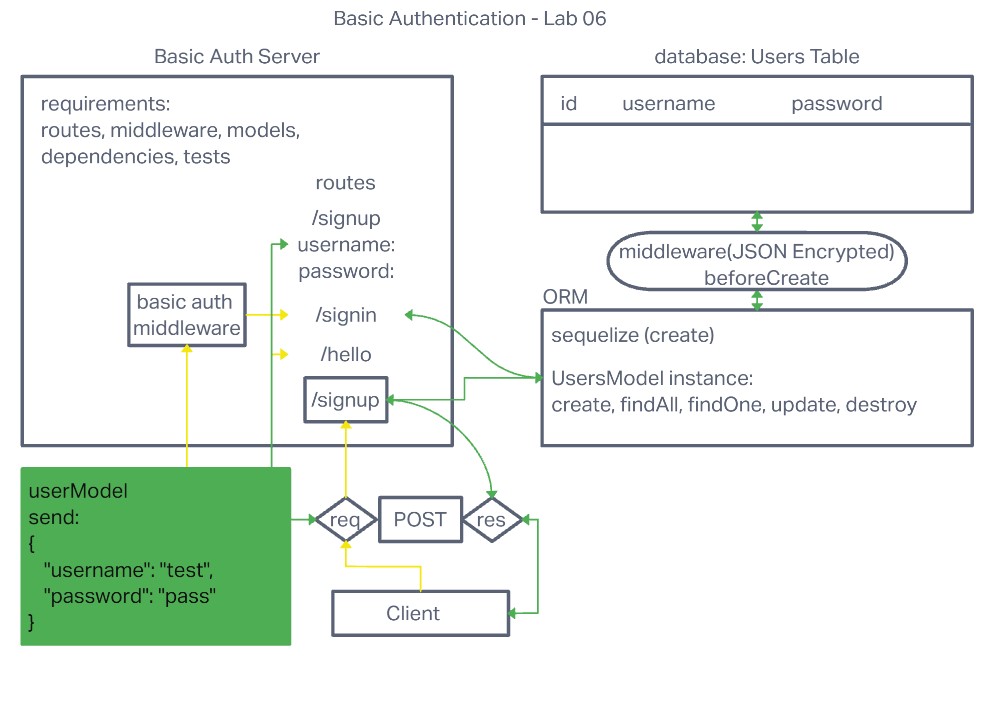 Basic Authentication - Lab 06
Basic Auth Server
requirements:
routes, middleware, models,
dependencies, tests
routes
/signup
username:
password:
basic auth
middleware
/signin
/hello
/signup
database: Users Table
id username password
middleware(JSON Encrypted)
beforeCreate
ORM
sequelize (create)
UsersModel instance:
create, findAll, findOne, update, destroy
userModel
send:
{
"username": "test",
"password": "pass"
}
req
POST
res
Client